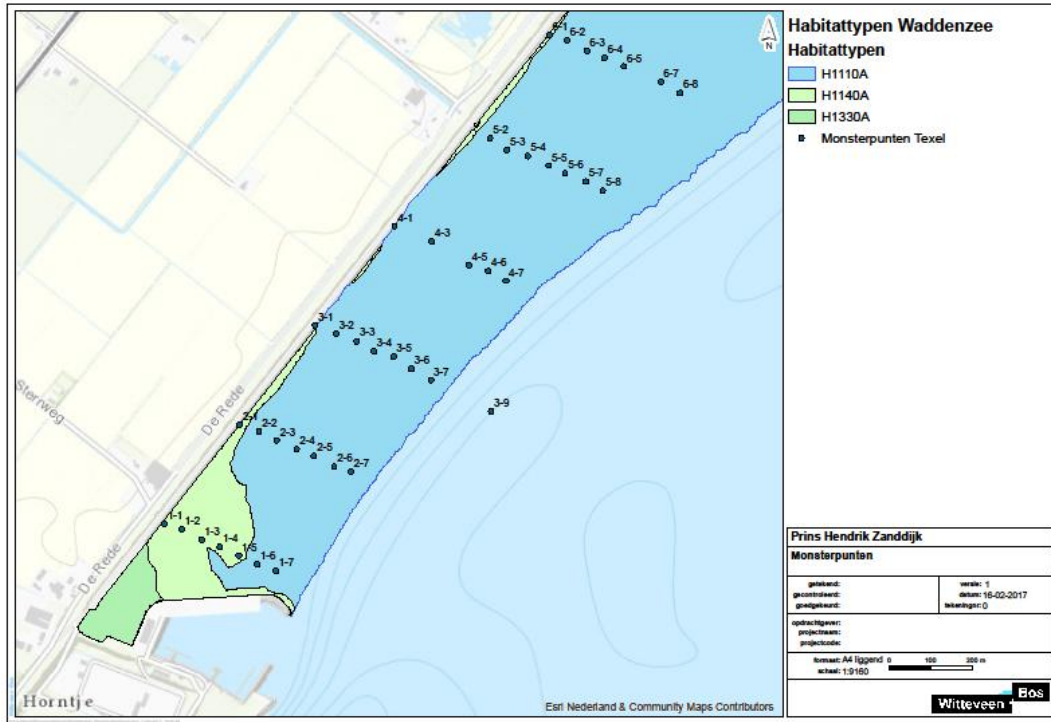 Habitattypen Waddenzee
Habitattypen
H1110A
H1140A
H1330A
Monsterpunten Texel
N
6-1
6-2
6-3
6-4
6-5
6-7
6-8
5-2
5-3
5-4
5-5
5-6
5-7
5-8
4-1
4-3
4-5
4-6
4-7
3-1
3-2
3-3
3-4
3-5
3-6
3-7
3-9
2-1
2-2
2-3
2-4
2-5
2-6
2-7
1-1
1-2
1-3
1-4
1-5
1-6
1-7
Sterrweg
De Rede
De Rede
Horntje
Esri Nederland & Community Maps Contributors
Prins Hendrik Zanddijk
Monsterpunten
getekend:
gecontroleerd:
goedgekeurd:
versie: 1
datum: 16-02-2017
tekeningnr: 0
opdrachtgever:
projectnaam:
projectcode:
formaat: A4 liggend
schaal: 1:9160
0 100 300 m
Witteveen + Bos